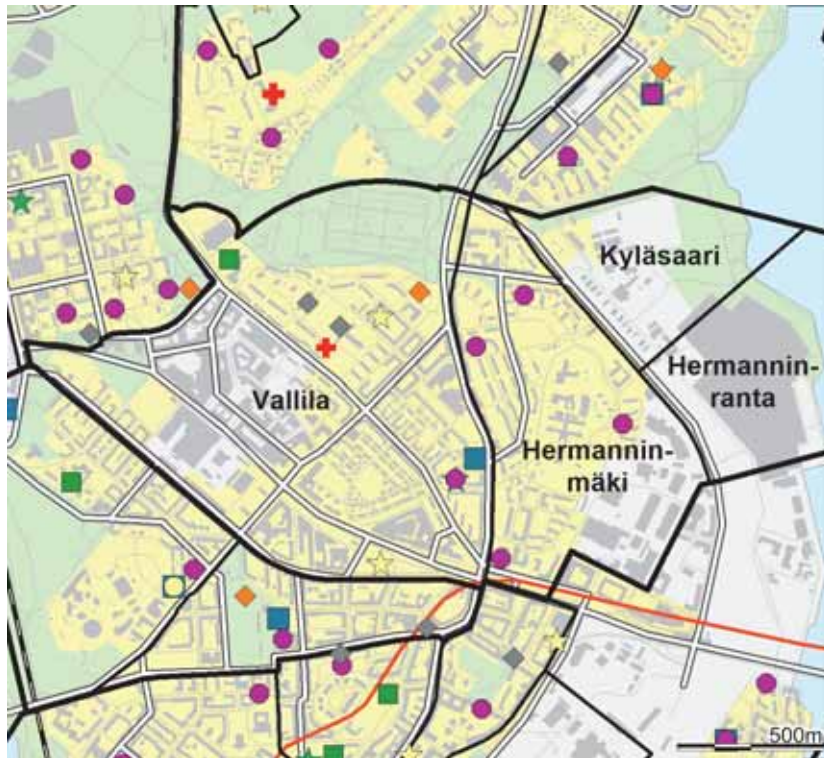 Kyläsaari
Hermannin-
ranta
Vallila
Hermannin-
mäki
500m